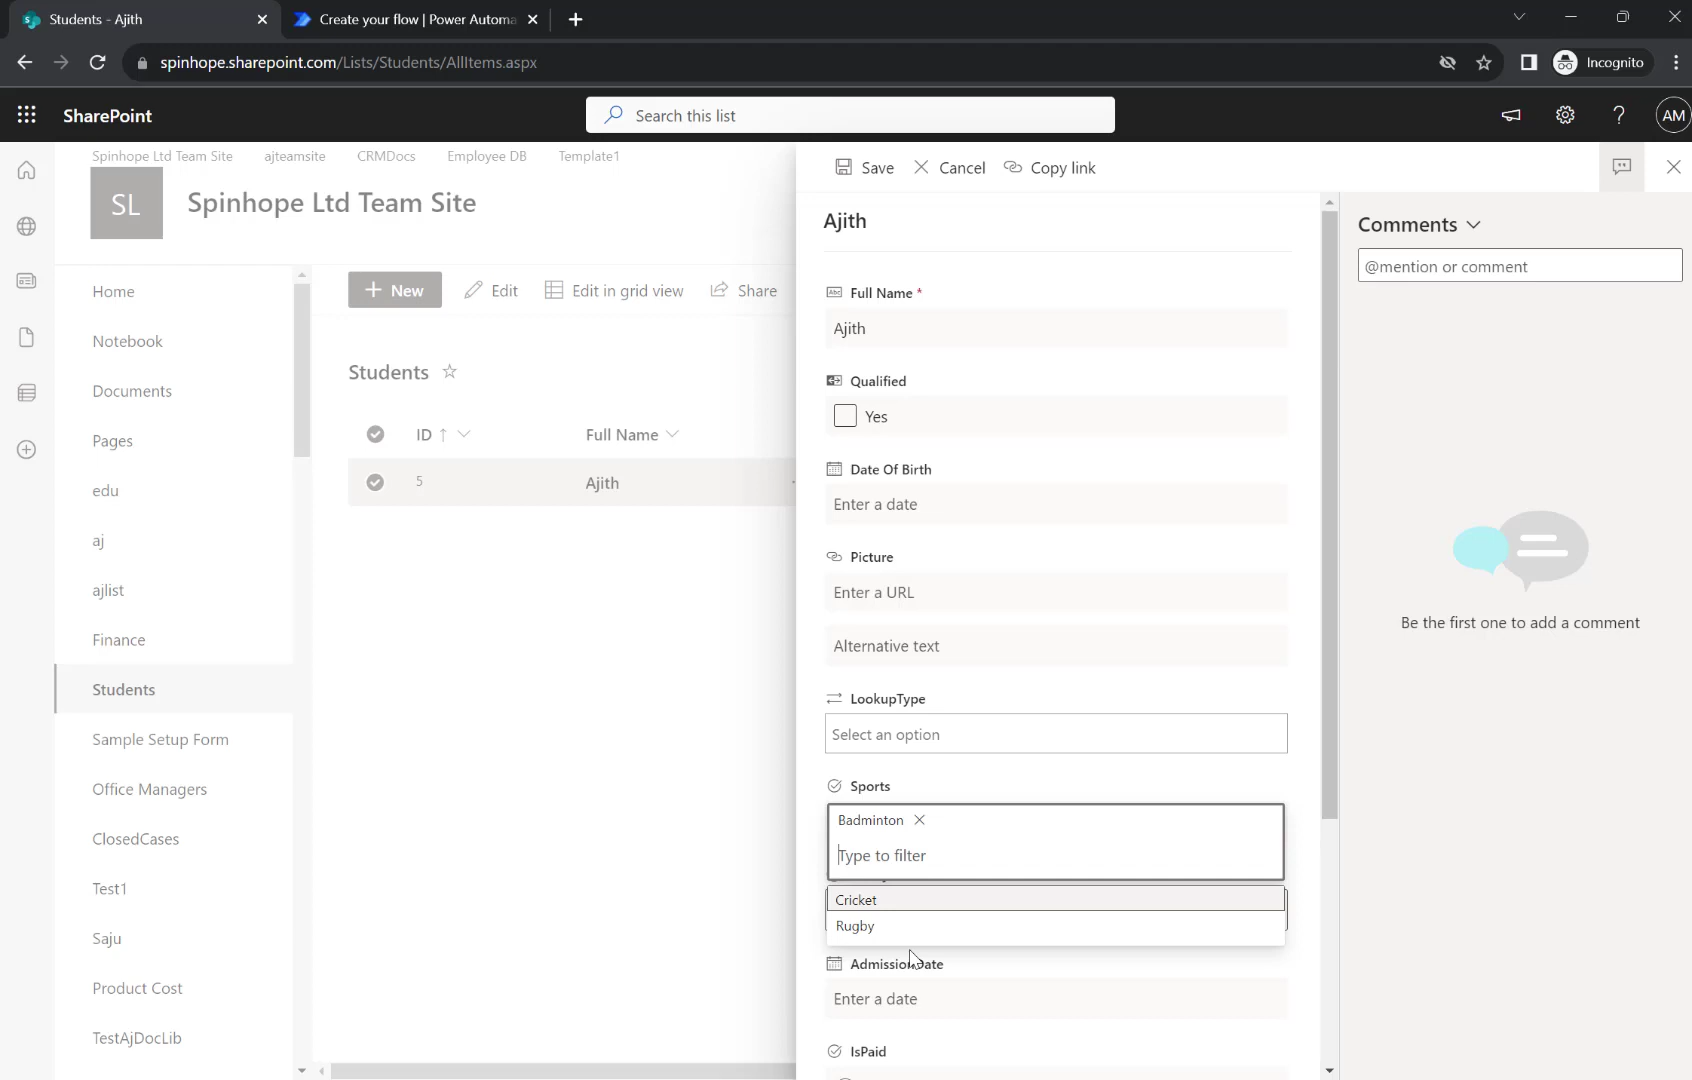 Students - Ajith
Create your flow | Power Automa
spinhope.sharepoint.com/Lists/Students/AllItems.aspx
Incognito
SharePoint
Search this list
AM
Spinhope Ltd Team Site
ajteamsite
CRMDocs
Employee DB
Template1
SL
Spinhope Ltd Team Site
Home
Notebook
Documents
Pages
edu
aj
ajlist
Finance
Students
Sample Setup Form
Office Managers
ClosedCases
Test1
Saju
Product Cost
TestAjDocLib
New
Edit
Edit in grid view
Share
Students
ID
Full Name
5
Ajith
Save
Cancel
Copy link
Ajith
Abc
Full Name *
Ajith
Qualified
Yes
Date Of Birth
Enter a date
Picture
Enter a URL
Alternative text
LookupType
Select an option
Sports
Badminton
Type to filter
Cricket
Rugby
AdmissionDate
Enter a date
IsPaid
Comments
@mention or comment
Be the first one to add a comment